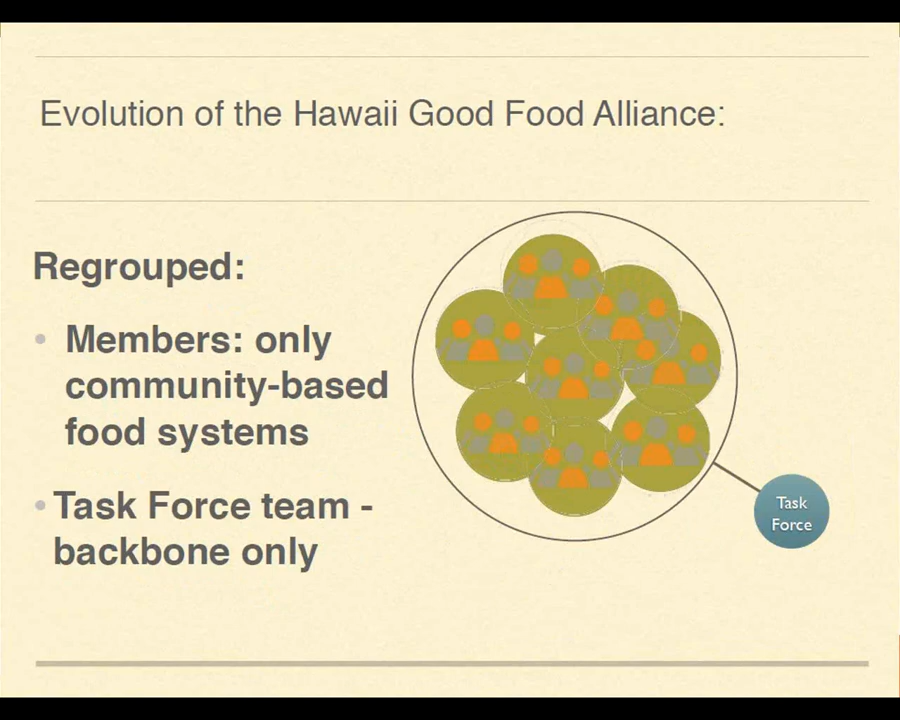 Evolution of the Hawaii Good Food Alliance:
Regrouped:
• Members: only
community-based
food systems
• Task Force team -
backbone only
Task
Force